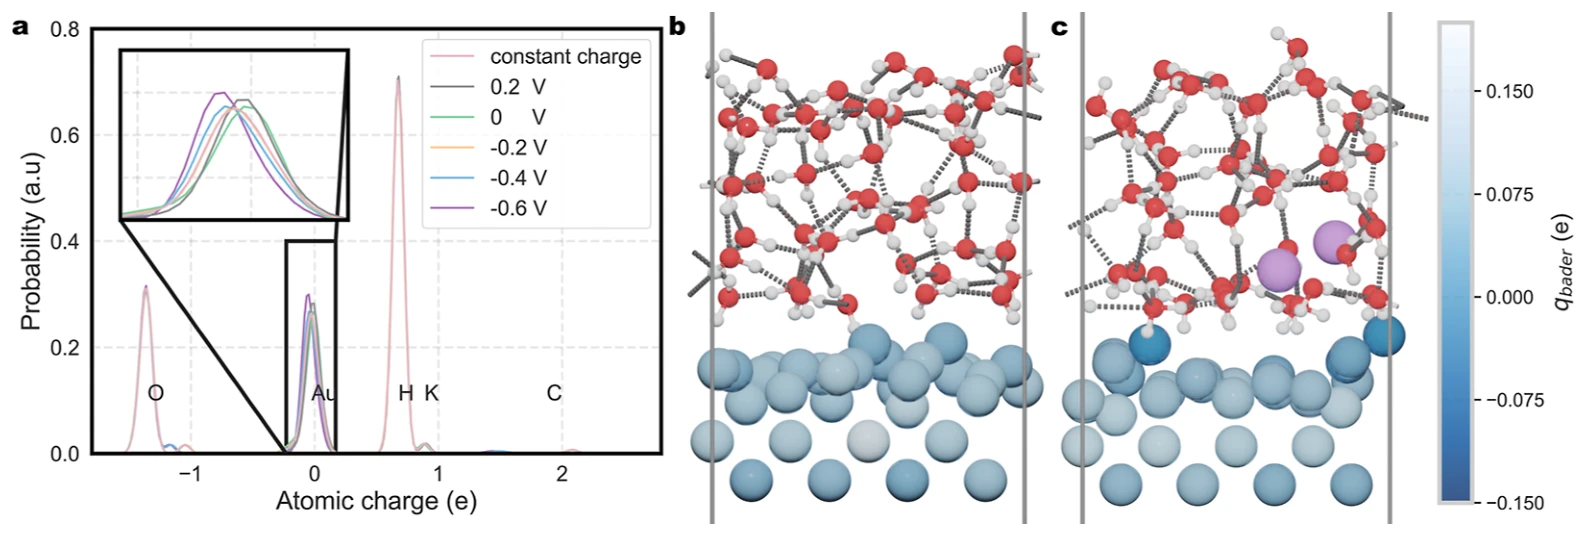 a
0.8
0.6
0.4
0.2
0.0
Probability (a.u)
constant charge
0.2 V
0 V
-0.2 V
-0.4 V
-0.6 V
O
Au
H
K
C
−1
0
1
2
Atomic charge (e)
b
c
0.150
0.075
0.000
−0.075
−0.150
q_bader (e)